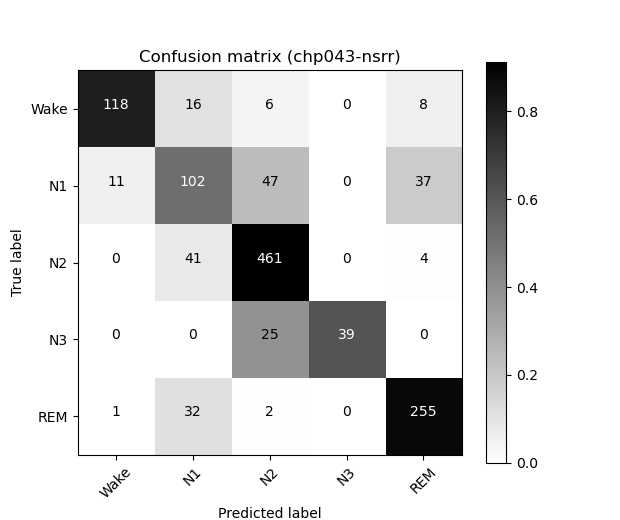 Confusion matrix (chp043-nsrr)
Wake 118 16 6 0 8
N1 11 102 47 0 37
N2 0 41 461 0 4
N3 0 0 25 39 0
REM 1 32 2 0 255
Wake N1 N2 N3 REM
Predicted label
True label
0.8
0.6
0.4
0.2
0.0